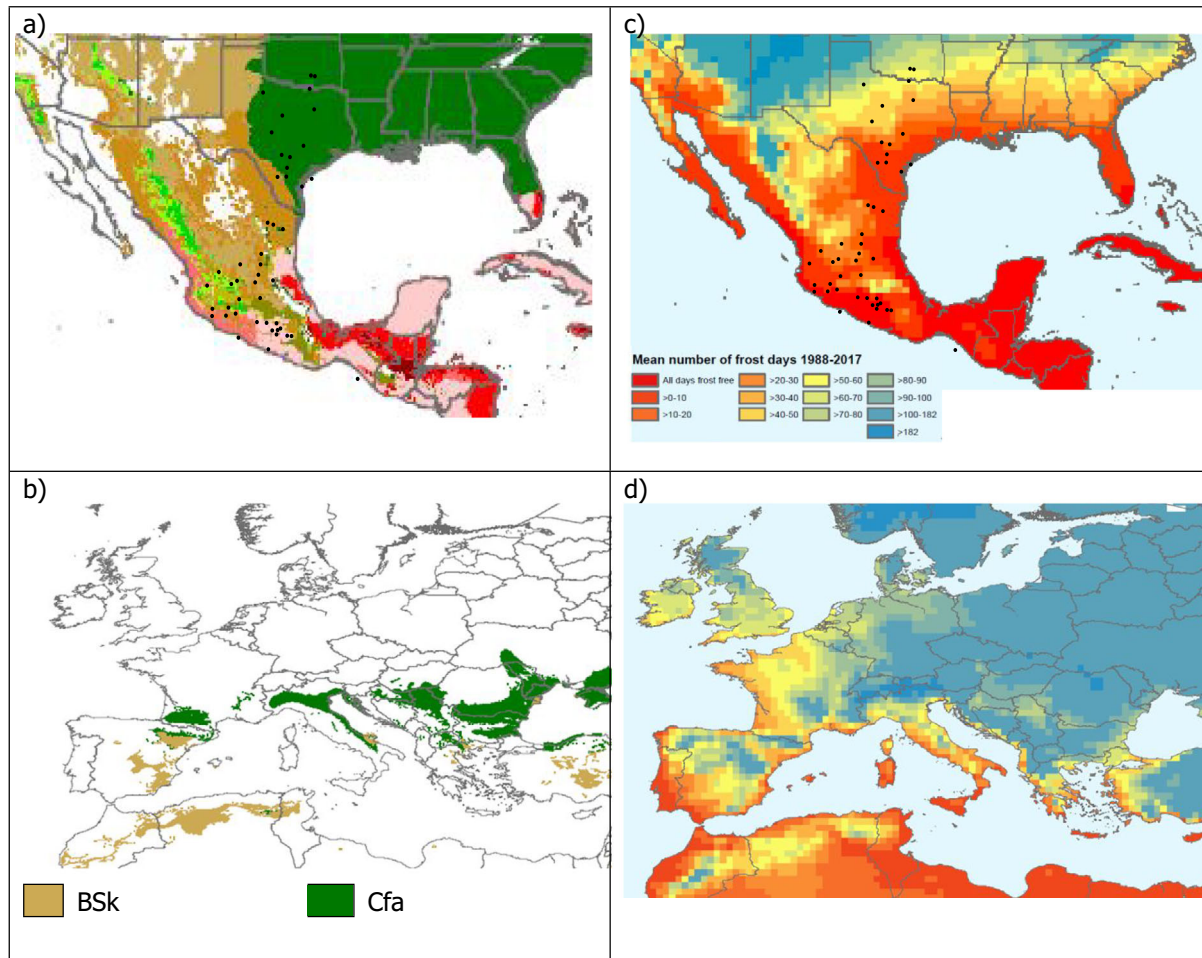 a)
c)
Mean number of frost days 1988-2017
All days frost free
>0-10
>10-20
>20-30
>30-40
>40-50
>50-60
>60-70
>70-80
>80-90
>90-100
>100-182
>182
b)
d)
BSk
Cfa